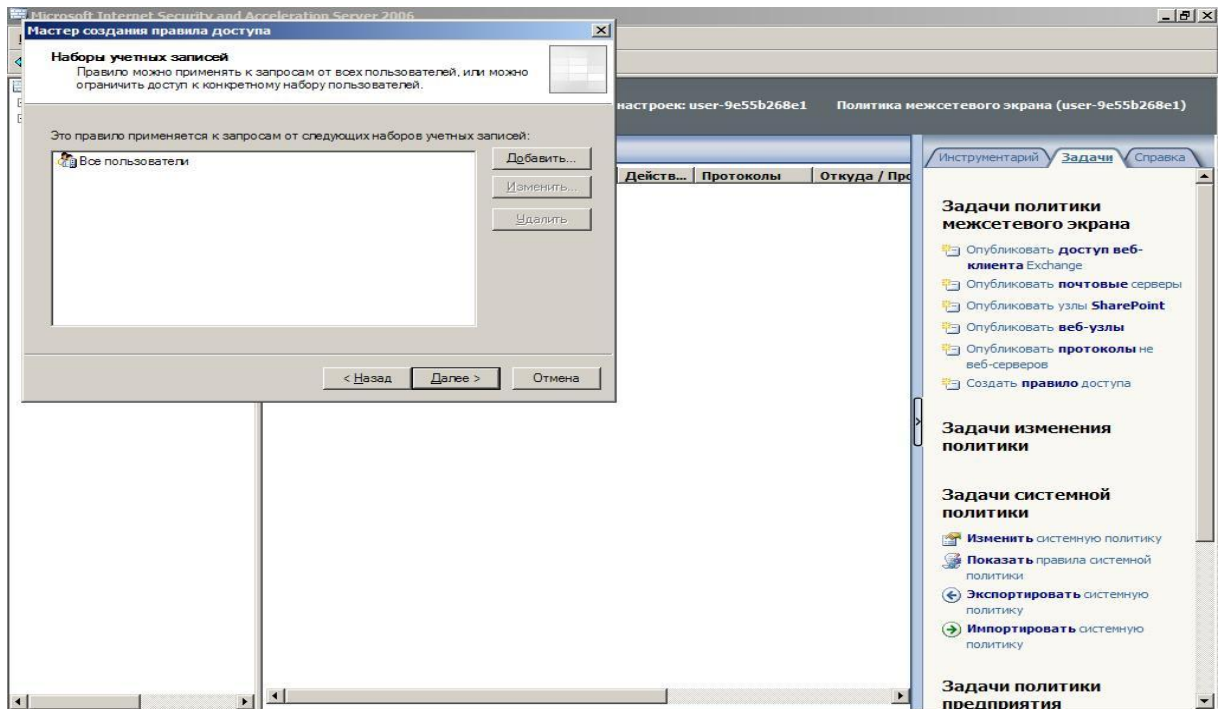 Microsoft Internet Security and Acceleration Server 2006
Мастер создания правила доступа
Наборы учетных записей
Правило можно применять к запросам от всех пользователей, или можно
ограничить доступ к конкретному набору пользователей.
Это правило применяется к запросам от следующих наборов учетных записей:
Все пользователи
Добавить...
Изменить...
Удалить
< Назад
Далее >
Отмена
настроек: user-9e55b268e1
Политика межсетевого экрана (user-9e55b268e1)
Действ...
Протоколы
Откуда / Про
Инструментарий
Задачи
Справка
Задачи политики
межсетевого экрана
Опубликовать доступ веб-
клиента Exchange
Опубликовать почтовые серверы
Опубликовать узлы SharePoint
Опубликовать веб-узлы
Опубликовать протоколы не
веб-серверов
Создать правило доступа
Задачи изменения
политики
Задачи системной
политики
Изменить системную политику
Показать правила системной
политики
Экспортировать системную
политику
Импортировать системную
политику
Задачи политики
предприятия